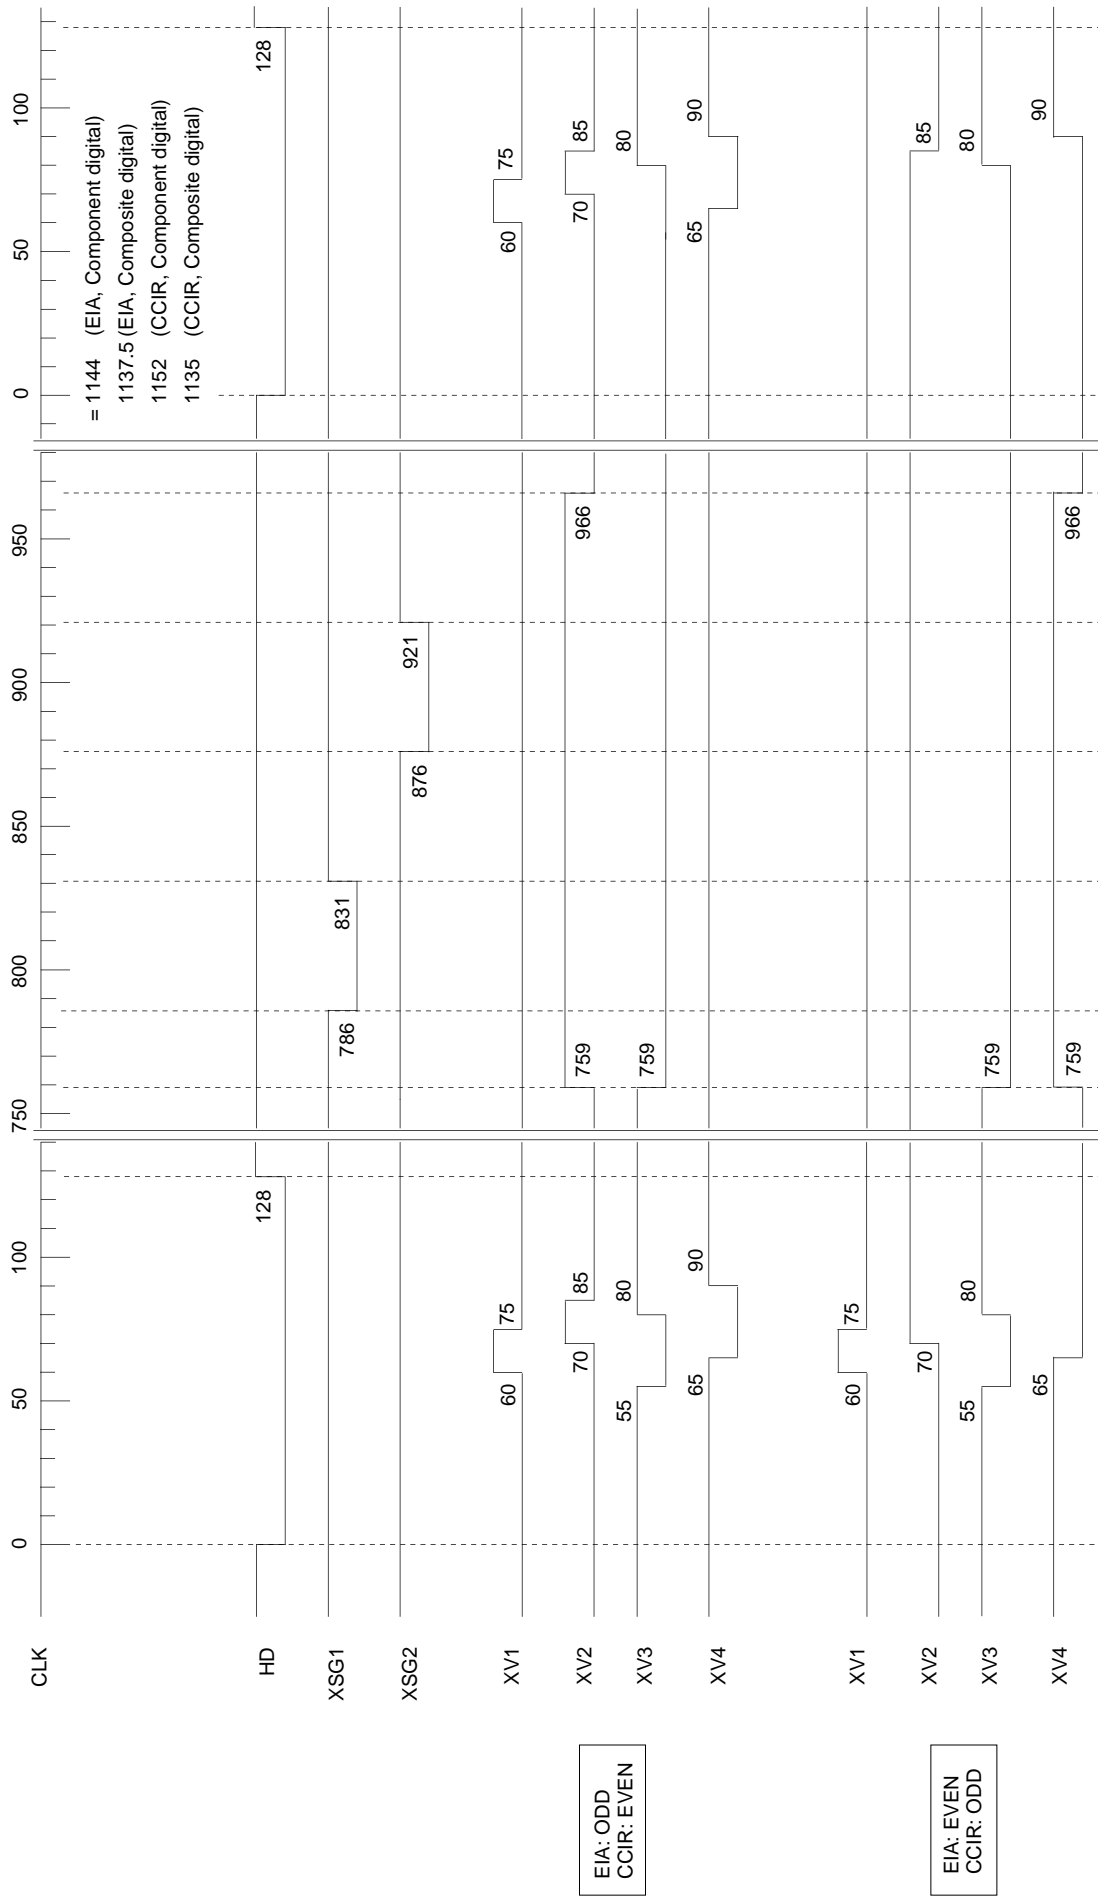 CLK
0
50
100
750
800
850
900
950
0
50
100
= 1144 (EIA, Component digital)
1137.5 (EIA, Composite digital)
1152 (CCIR, Component digital)
1135 (CCIR, Composite digital)
HD
128
128
XSG1
786
831
XSG2
876
921
EIA: ODD
CCIR: EVEN
XV1
60
75
60
75
XV2
70
85
759
966
70
85
XV3
55
80
759
80
XV4
65
90
65
90
EIA: EVEN
CCIR: ODD
XV1
60
75
XV2
70
85
XV3
55
80
759
80
XV4
65
759
966
90